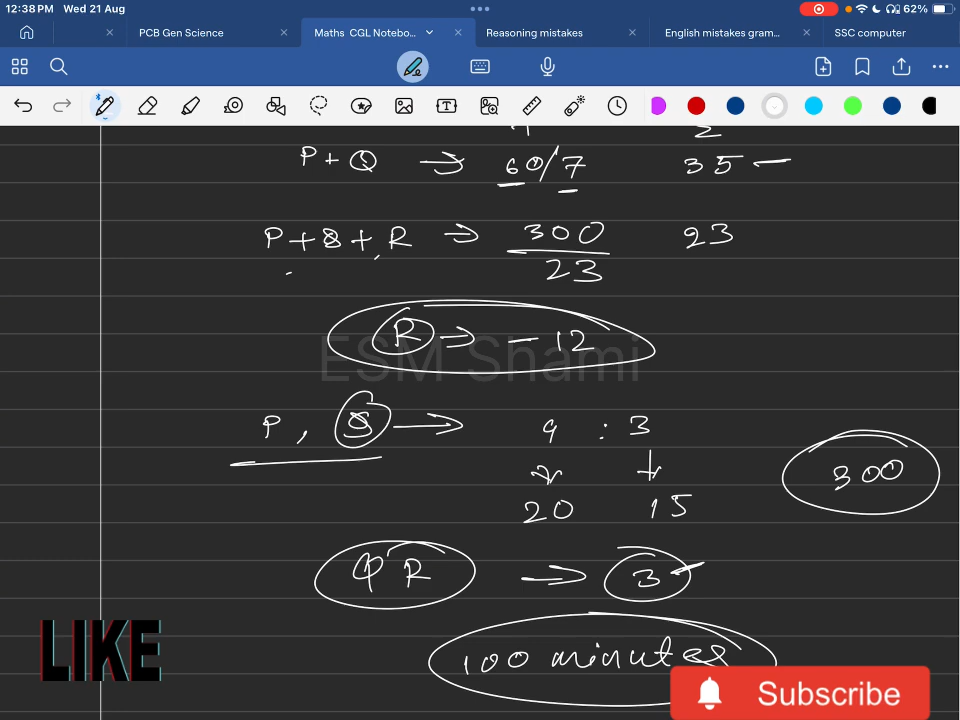 12:38 PM Wed 21 Aug 62%
PCB Gen Science Maths CGL Notebo... Reasoning mistakes English mistakes gram... SSC computer
P + Q → 60/7 35 —
P + Q + R ⇒ 300/23 23
R ⇒ - 12
ESM Shami
P, Q → 4 : 3
20 15
300
Q R → 3
100 minutes
LIKE
Subscribe